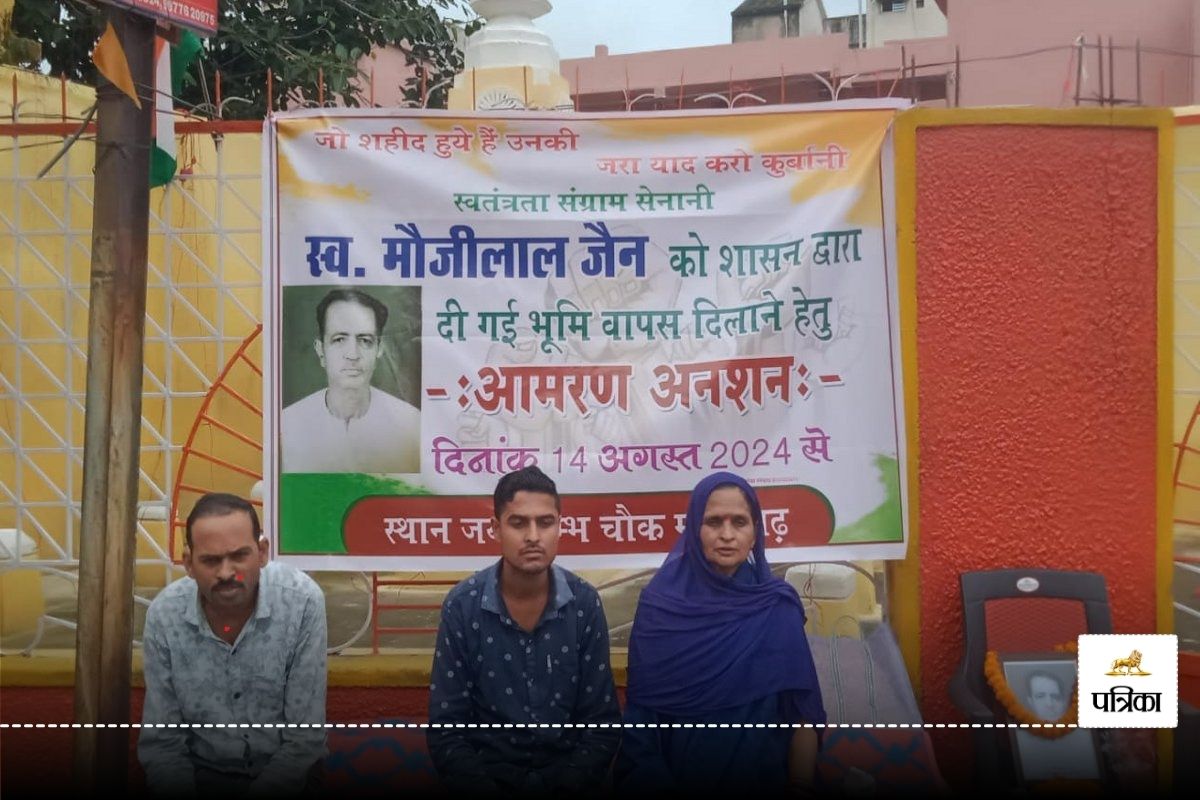 जो शहीद हुये हैं उनकी
जरा याद करो कुर्बानी
स्वतंत्रता संग्राम सेनानी
स्व. मौजीलाल जैन को शासन द्वारा
दी गई भूमि वापस दिलाने हेतु
-ःआमरण अनशनः-
दिनांक 14 अगस्त 2024 से
स्थान चौक
पत्रिका